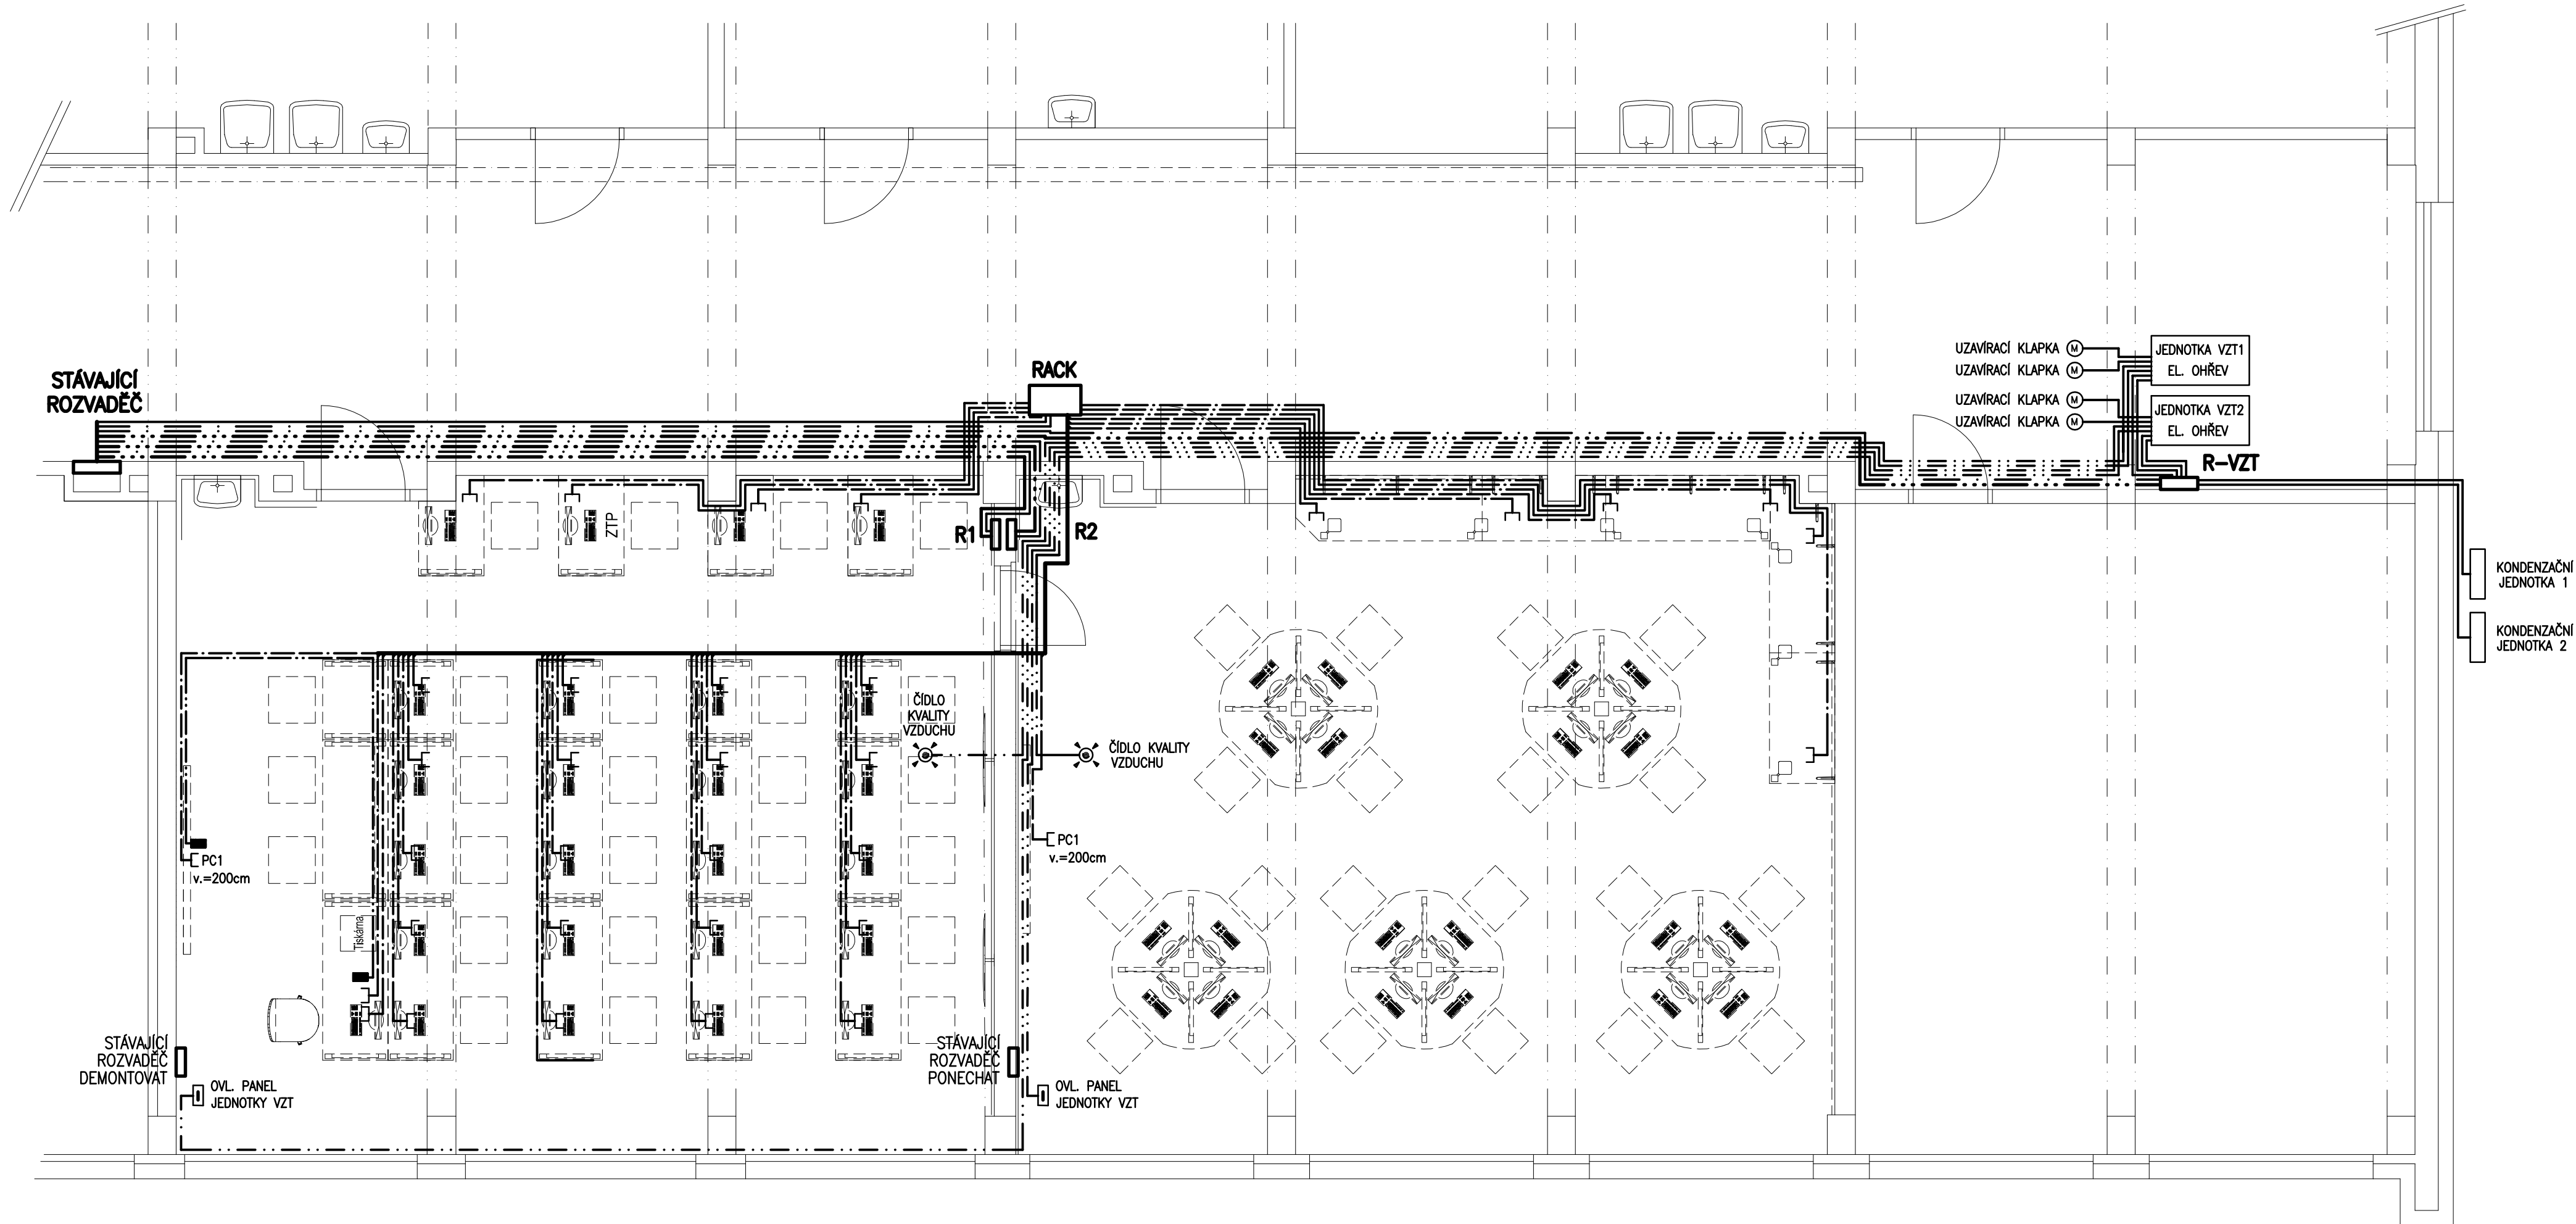 UZAVÍRACÍ KLAPKA M
UZAVÍRACÍ KLAPKA M
UZAVÍRACÍ KLAPKA M
UZAVÍRACÍ KLAPKA M
JEDNOTKA VZT1
EL. OHŘEV
JEDNOTKA VZT2
EL. OHŘEV
STÁVAJÍCÍ
ROZVADĚČ
RACK
R-VZT
ZTP
R1
R2
KONDENZAČNÍ
JEDNOTKA 1
KONDENZAČNÍ
JEDNOTKA 2
ČÍDLO
KVALITY
VZDUCHU
ČÍDLO KVALITY
VZDUCHU
PC1
v.=200cm
PC1
v.=200cm
Tiskárna
STÁVAJÍCÍ
ROZVADĚČ
DEMONTOVAT
STÁVAJÍCÍ
ROZVADĚČ
PONECHAT
OVL. PANEL
JEDNOTKY VZT
OVL. PANEL
JEDNOTKY VZT